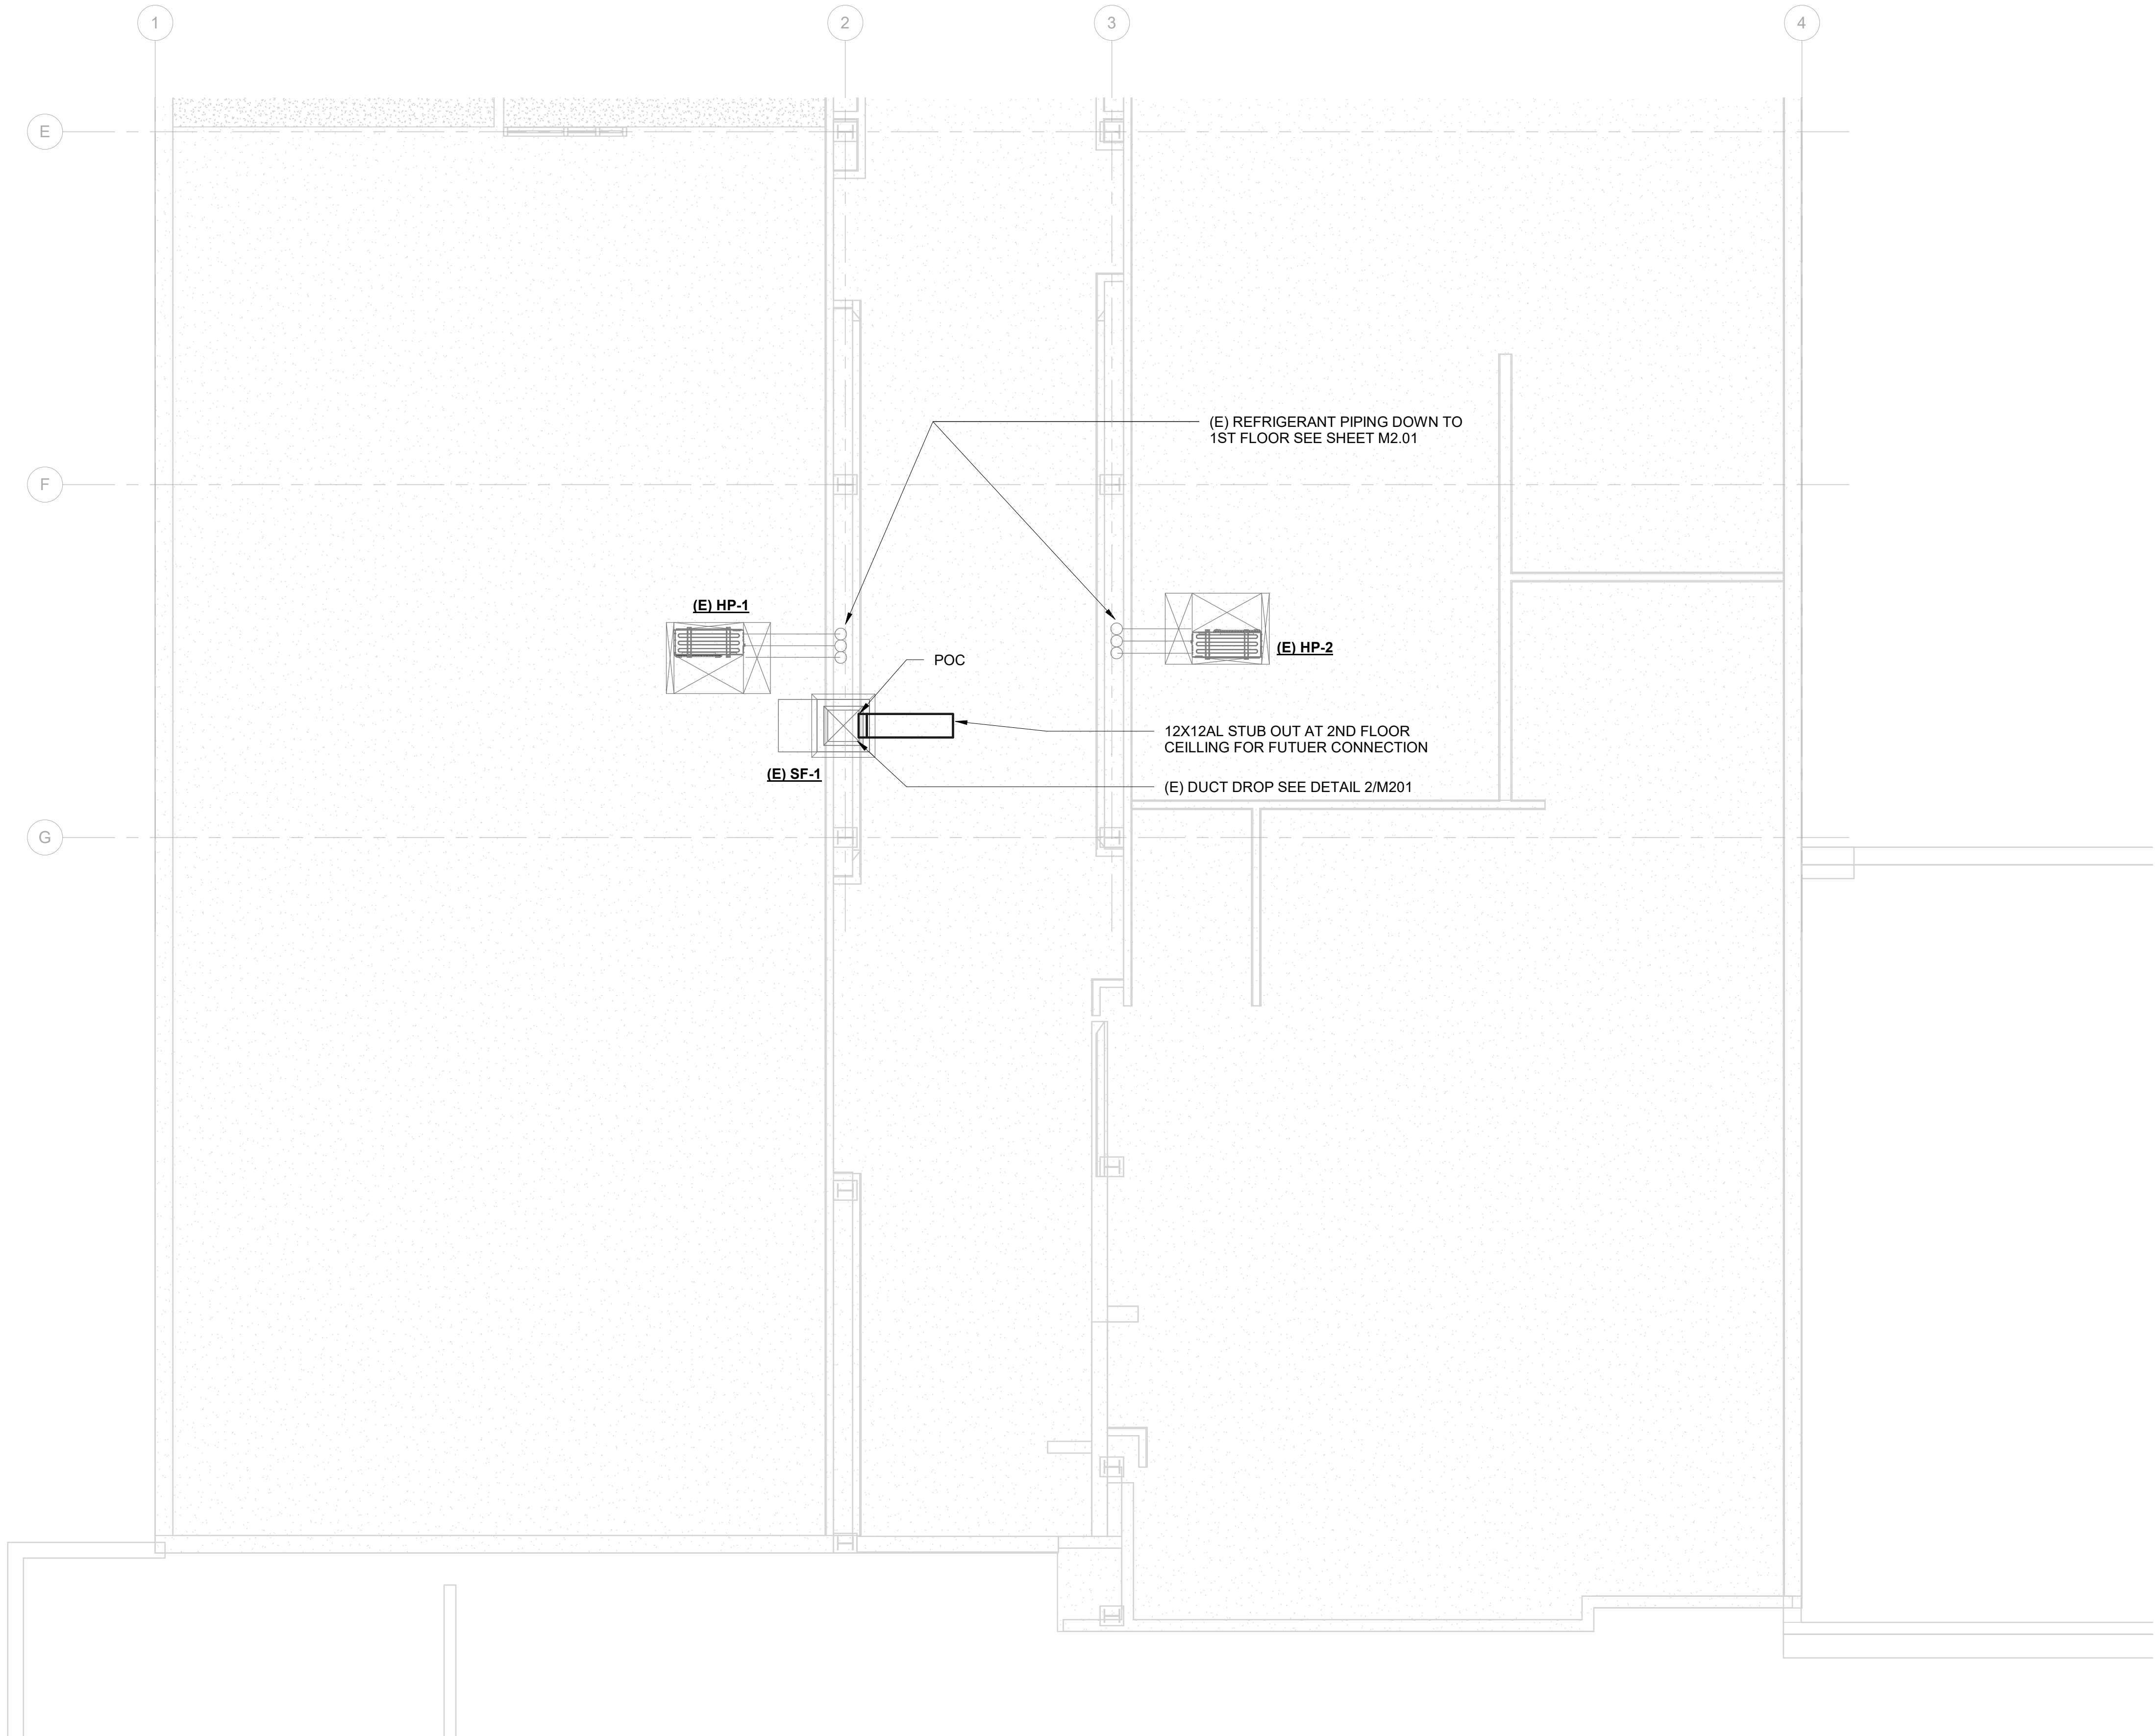 1
2
3
4
E
(E) REFRIGERANT PIPING DOWN TO
1ST FLOOR SEE SHEET M2.01
F
(E) HP-1
(E) HP-2
POC
12X12AL STUB OUT AT 2ND FLOOR
CEILLING FOR FUTUER CONNECTION
(E) SF-1
(E) DUCT DROP SEE DETAIL 2/M201
G